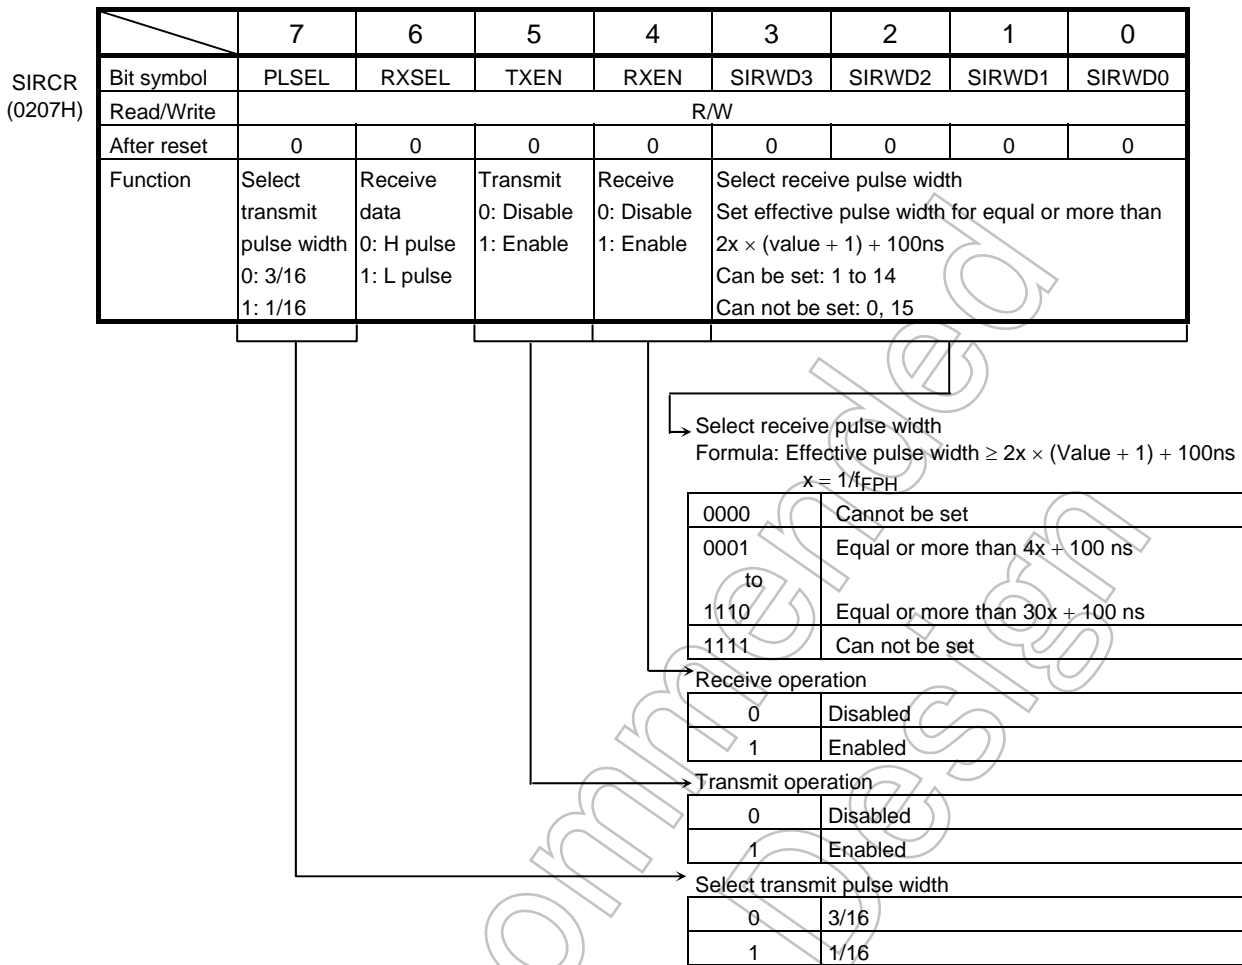 7 6 5 4 3 2 1 0
SIRCR
(0207H)
Bit symbol PLSEL RXSEL TXEN RXEN SIRWD3 SIRWD2 SIRWD1 SIRWD0
Read/Write R/W
After reset 0 0 0 0 0 0 0 0
Function Select Receive Transmit Receive Select receive pulse width
transmit data 0: Disable 0: Disable Set effective pulse width for equal or more than
pulse width 0: H pulse 1: Enable 1: Enable 2x × (value + 1) + 100ns
0: 3/16 1: L pulse Can be set: 1 to 14
1: 1/16 Can not be set: 0, 15
Select receive pulse width
Formula: Effective pulse width ≥ 2x × (Value + 1) + 100ns
x = 1/fFPH
0000 Cannot be set
0001 Equal or more than 4x + 100 ns
to
1110 Equal or more than 30x + 100 ns
1111 Can not be set
Receive operation
0 Disabled
1 Enabled
Transmit operation
0 Disabled
1 Enabled
Select transmit pulse width
0 3/16
1 1/16
ommended
Design